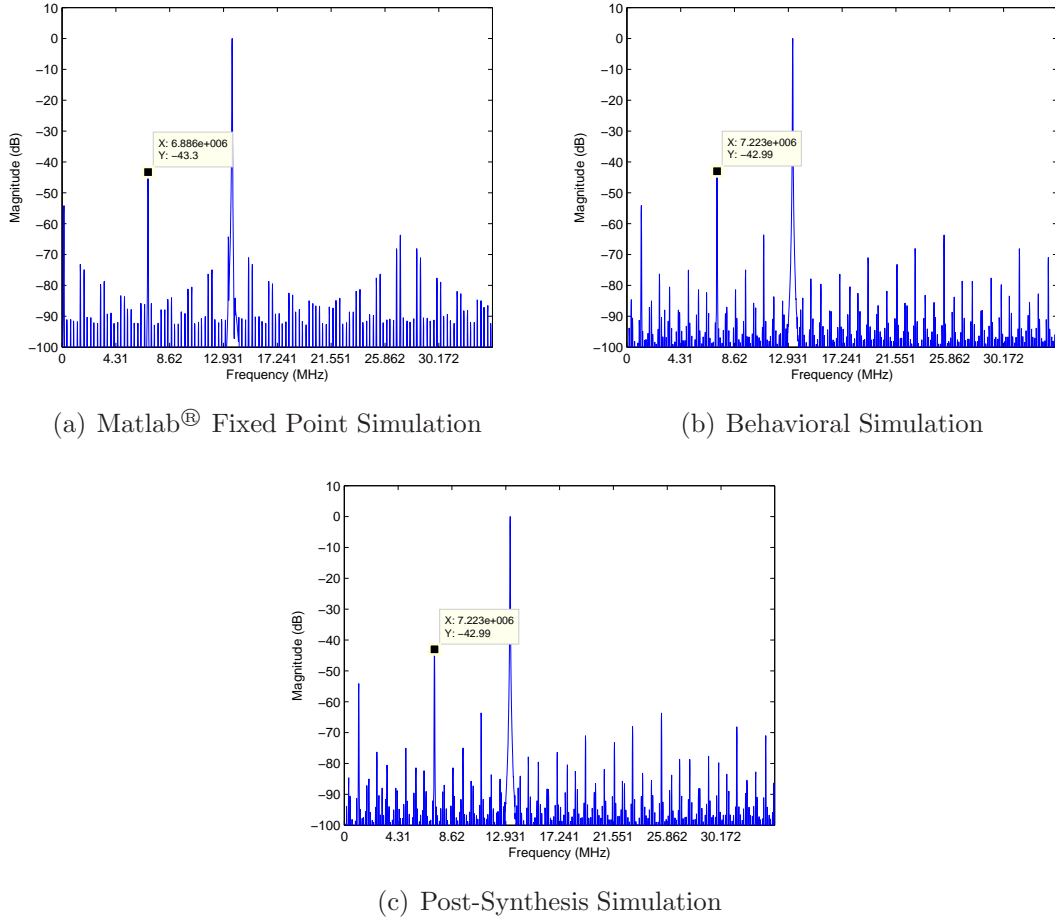 10
0
−10
−20
−30
−40
−50
−60
−70
−80
−90
−100
Magnitude (dB)
X: 6.886e+006
Y: −43.3
0 4.31 8.62 12.931 17.241 21.551 25.862 30.172
Frequency (MHz)
(a) Matlab® Fixed Point Simulation
10
0
−10
−20
−30
−40
−50
−60
−70
−80
−90
−100
Magnitude (dB)
X: 7.223e+006
Y: −42.99
0 4.31 8.62 12.931 17.241 21.551 25.862 30.172
Frequency (MHz)
(b) Behavioral Simulation
10
0
−10
−20
−30
−40
−50
−60
−70
−80
−90
−100
Magnitude (dB)
X: 7.223e+006
Y: −42.99
0 4.31 8.62 12.931 17.241 21.551 25.862 30.172
Frequency (MHz)
(c) Post-Synthesis Simulation